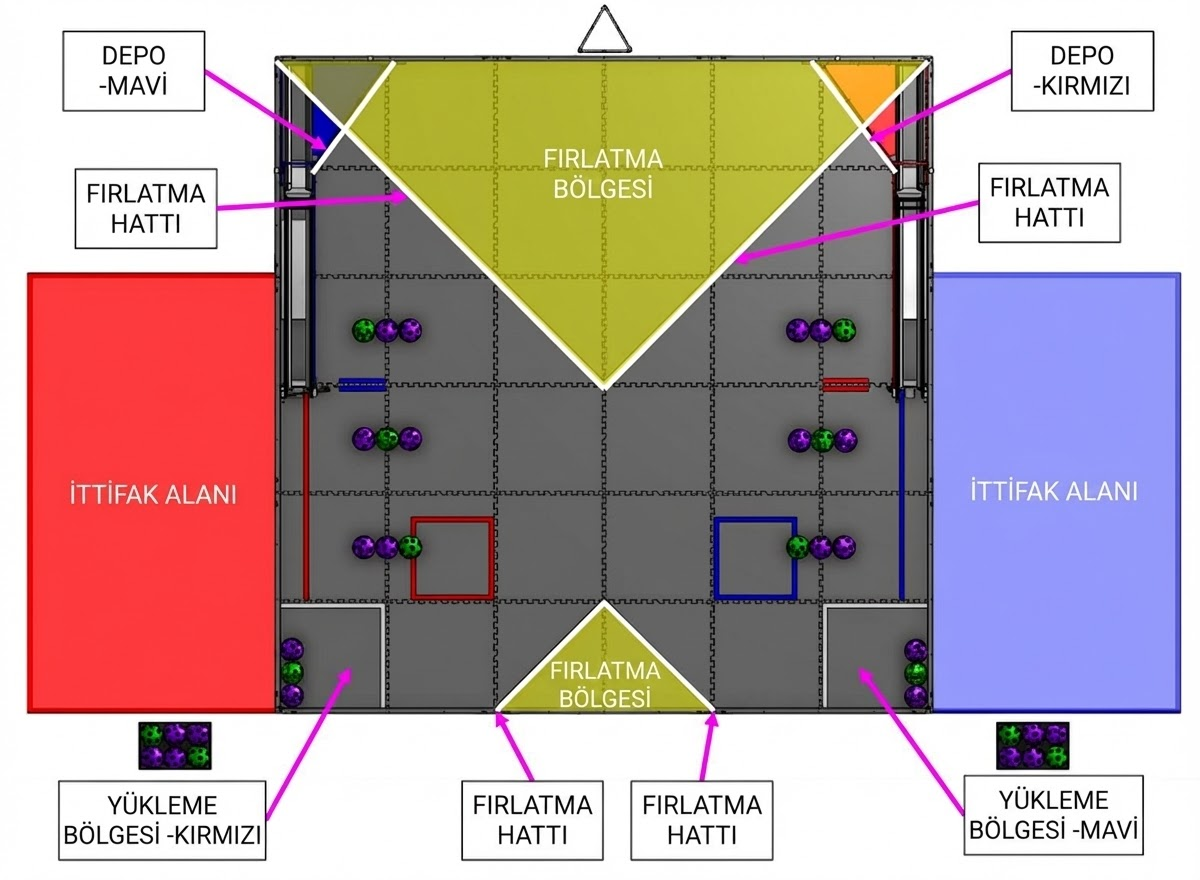 DEPO
-MAVİ
DEPO
-KIRMIZI
FIRLATMA
BÖLGESİ
FIRLATMA
HATTI
FIRLATMA
HATTI
İTTİFAK ALANI
İTTİFAK ALANI
FIRLATMA
BÖLGESİ
YÜKLEME
BÖLGESİ -KIRMIZI
FIRLATMA
HATTI
FIRLATMA
HATTI
YÜKLEME
BÖLGESİ -MAVİ